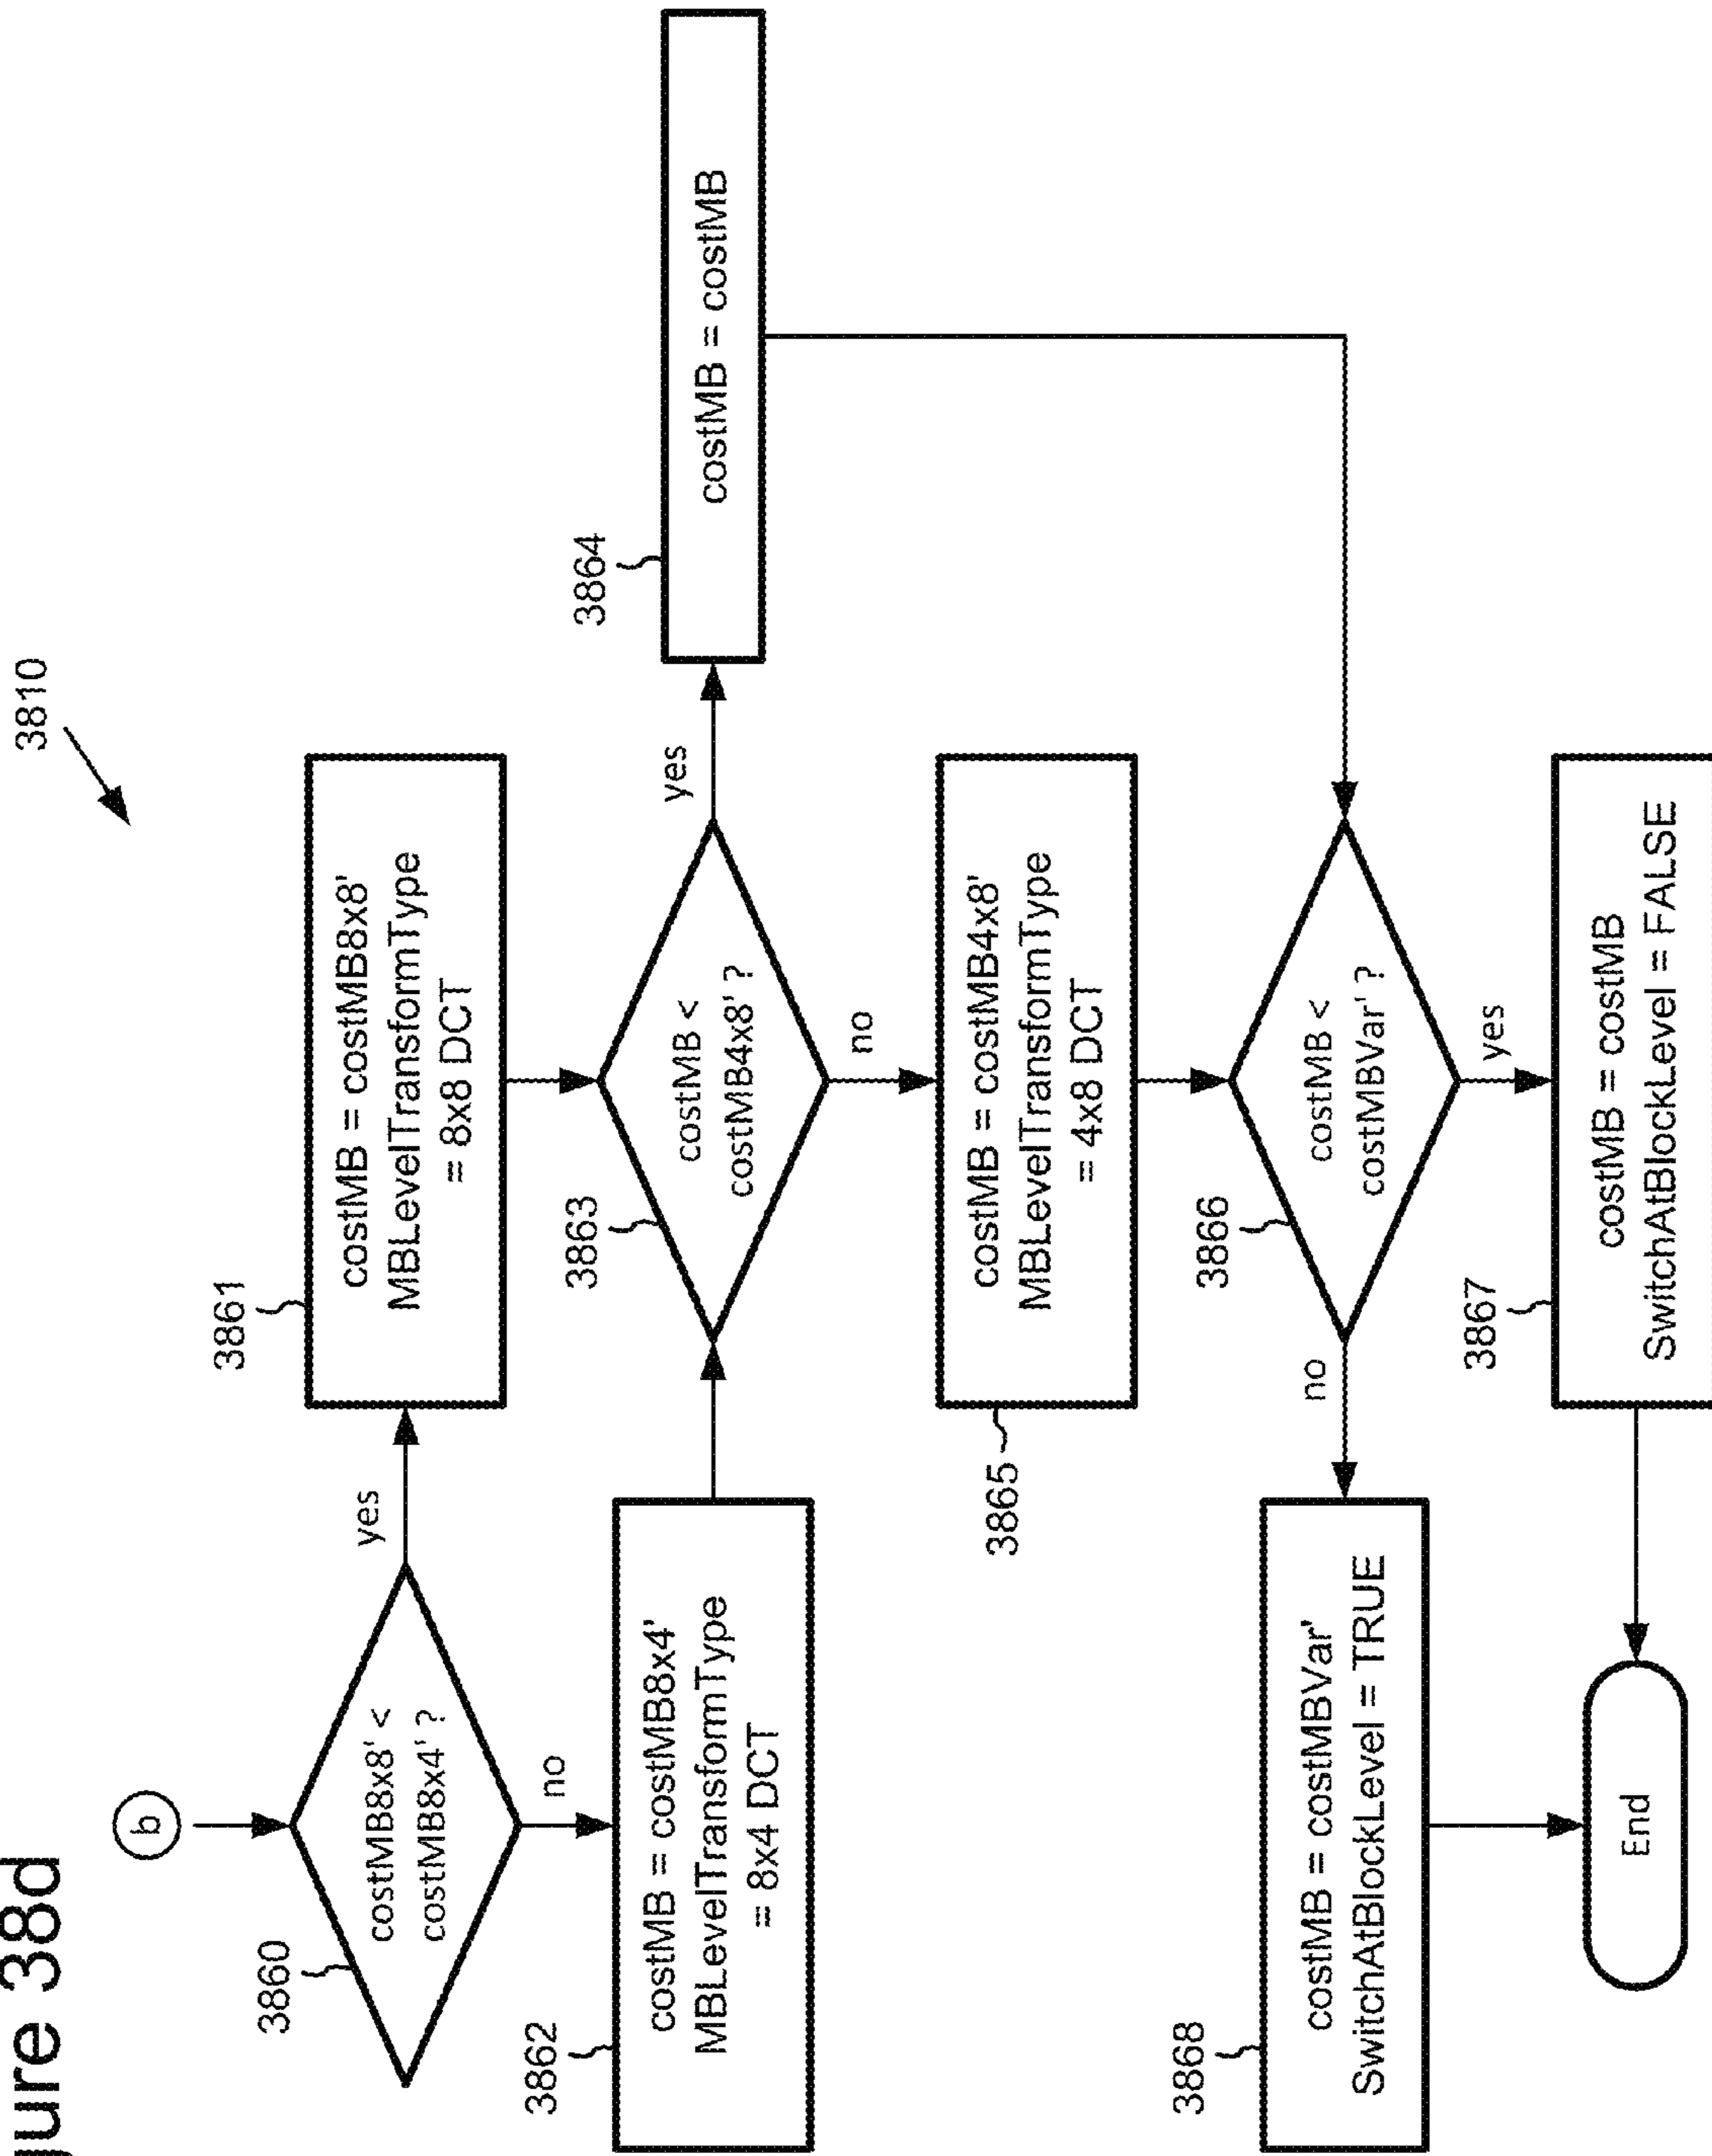 gure 38d
3810
b
3860
costMB8x8' <
costMB8x4' ?
yes
no
3861
costMB = costMB8x8'
MBLevelTransformType
= 8x8 DCT
3862
costMB = costMB8x4'
MBLevelTransformType
= 8x4 DCT
3863
costMB <
costMB4x8' ?
yes
no
3864
costMB = costMB
3865
costMB = costMB4x8'
MBLevelTransformType
= 4x8 DCT
3866
costMB <
costMBVar' ?
no
yes
3868
costMB = costMBVar'
SwitchAtBlockLevel = TRUE
3867
costMB = costMB
SwitchAtBlockLevel = FALSE
End